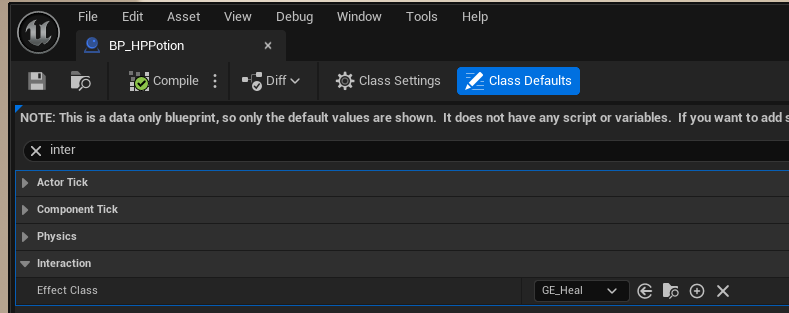 File Edit Asset View Debug Window Tools Help
BP_HPPotion
Compile Diff Class Settings Class Defaults
NOTE: This is a data only blueprint, so only the default values are shown. It does not have any script or variables. If you want to add s
inter
Actor Tick
Component Tick
Physics
Interaction
Effect Class GE_Heal